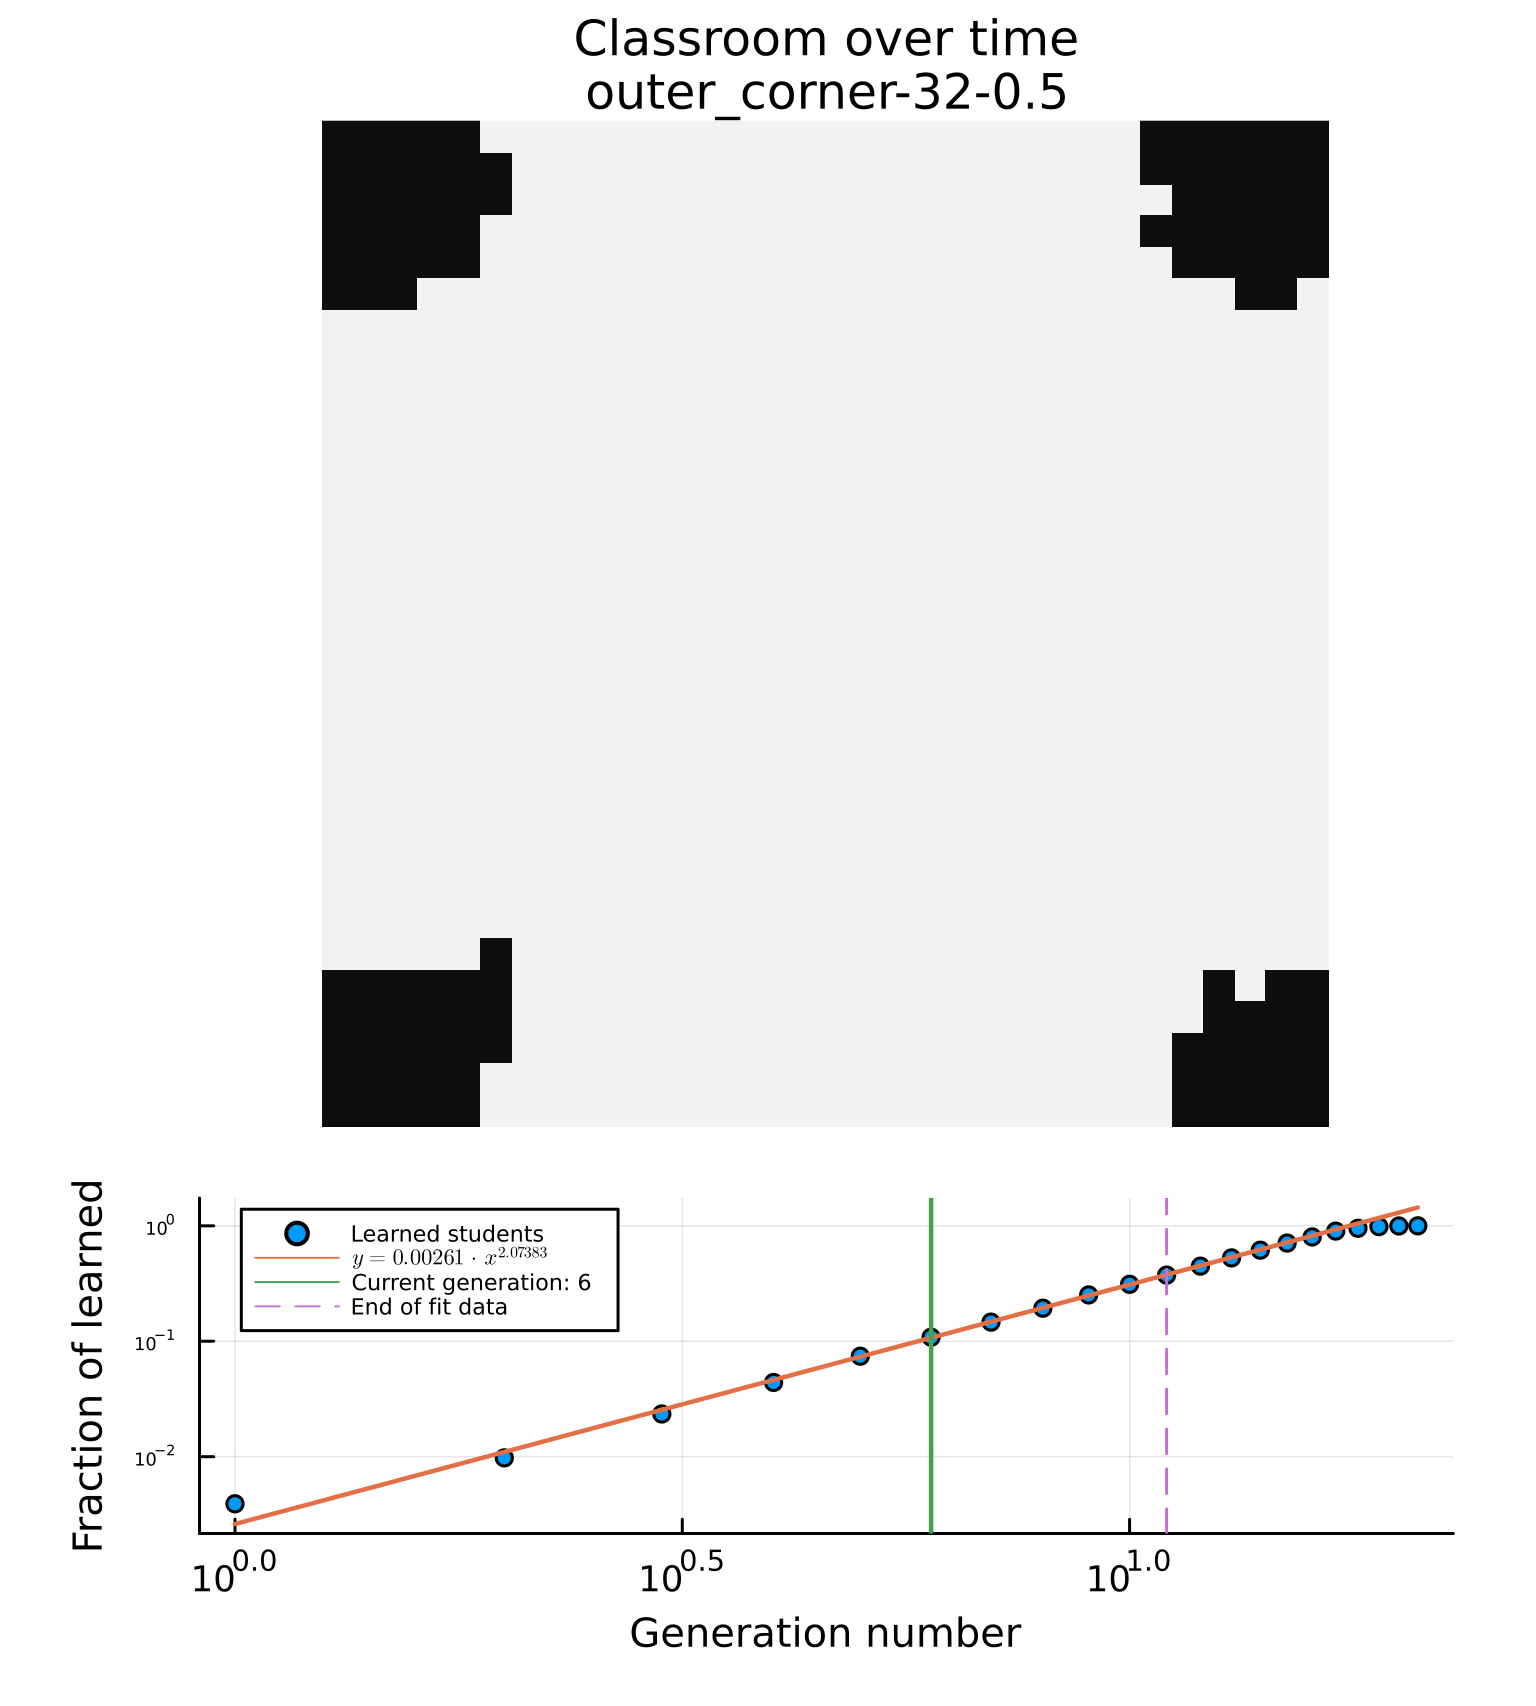 Classroom over time
outer_corner-32-0.5
Fraction of learned
10^0
10^−1
10^−2
Learned students
y = 0.00261 · x^2.07383
Current generation: 6
End of fit data
10^0.0 10^0.5 10^1.0
Generation number